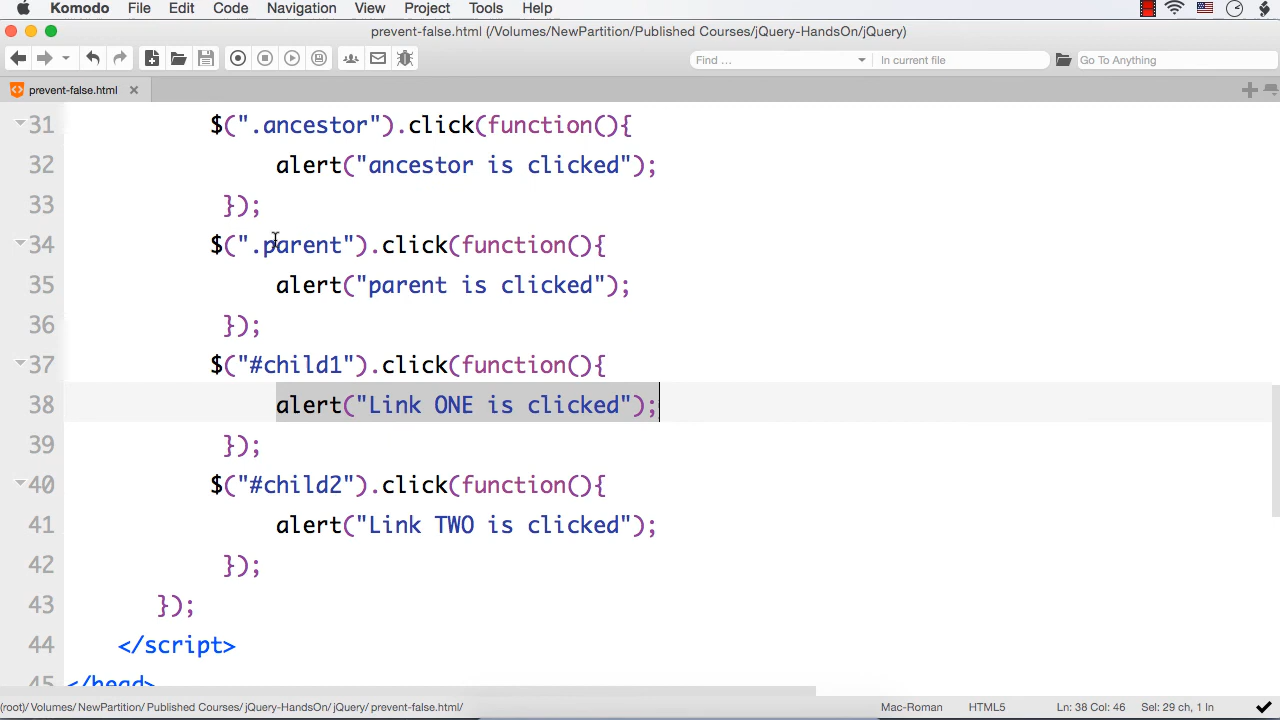 Komodo File Edit Code Navigation View Project Tools Help
prevent-false.html (/Volumes/NewPartition/Published Courses/jQuery-HandsOn/jQuery)
Find ... In current file Go To Anything
prevent-false.html
31 $(".ancestor").click(function(){
32 alert("ancestor is clicked");
33 });
34 $(".parent").click(function(){
35 alert("parent is clicked");
36 });
37 $("#child1").click(function(){
38 alert("Link ONE is clicked");
39 });
40 $("#child2").click(function(){
41 alert("Link TWO is clicked");
42 });
43 });
44 </script>
45 </head>
(root)/ Volumes/ NewPartition/ Published Courses/ jQuery-HandsOn/ jQuery/ prevent-false.html/ Mac-Roman HTML5 Ln: 38 Col: 46 Sel: 29 ch, 1 ln